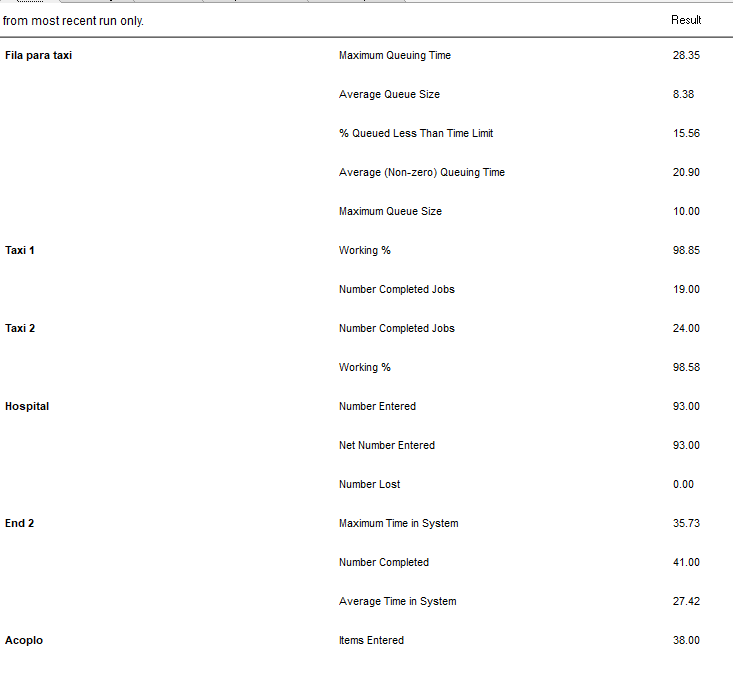 from most recent run only. Result
Fila para taxi Maximum Queuing Time 28.35
Average Queue Size 8.38
% Queued Less Than Time Limit 15.56
Average (Non-zero) Queuing Time 20.90
Maximum Queue Size 10.00
Taxi 1 Working % 98.85
Number Completed Jobs 19.00
Taxi 2 Number Completed Jobs 24.00
Working % 98.58
Hospital Number Entered 93.00
Net Number Entered 93.00
Number Lost 0.00
End 2 Maximum Time in System 35.73
Number Completed 41.00
Average Time in System 27.42
Acoplo Items Entered 38.00